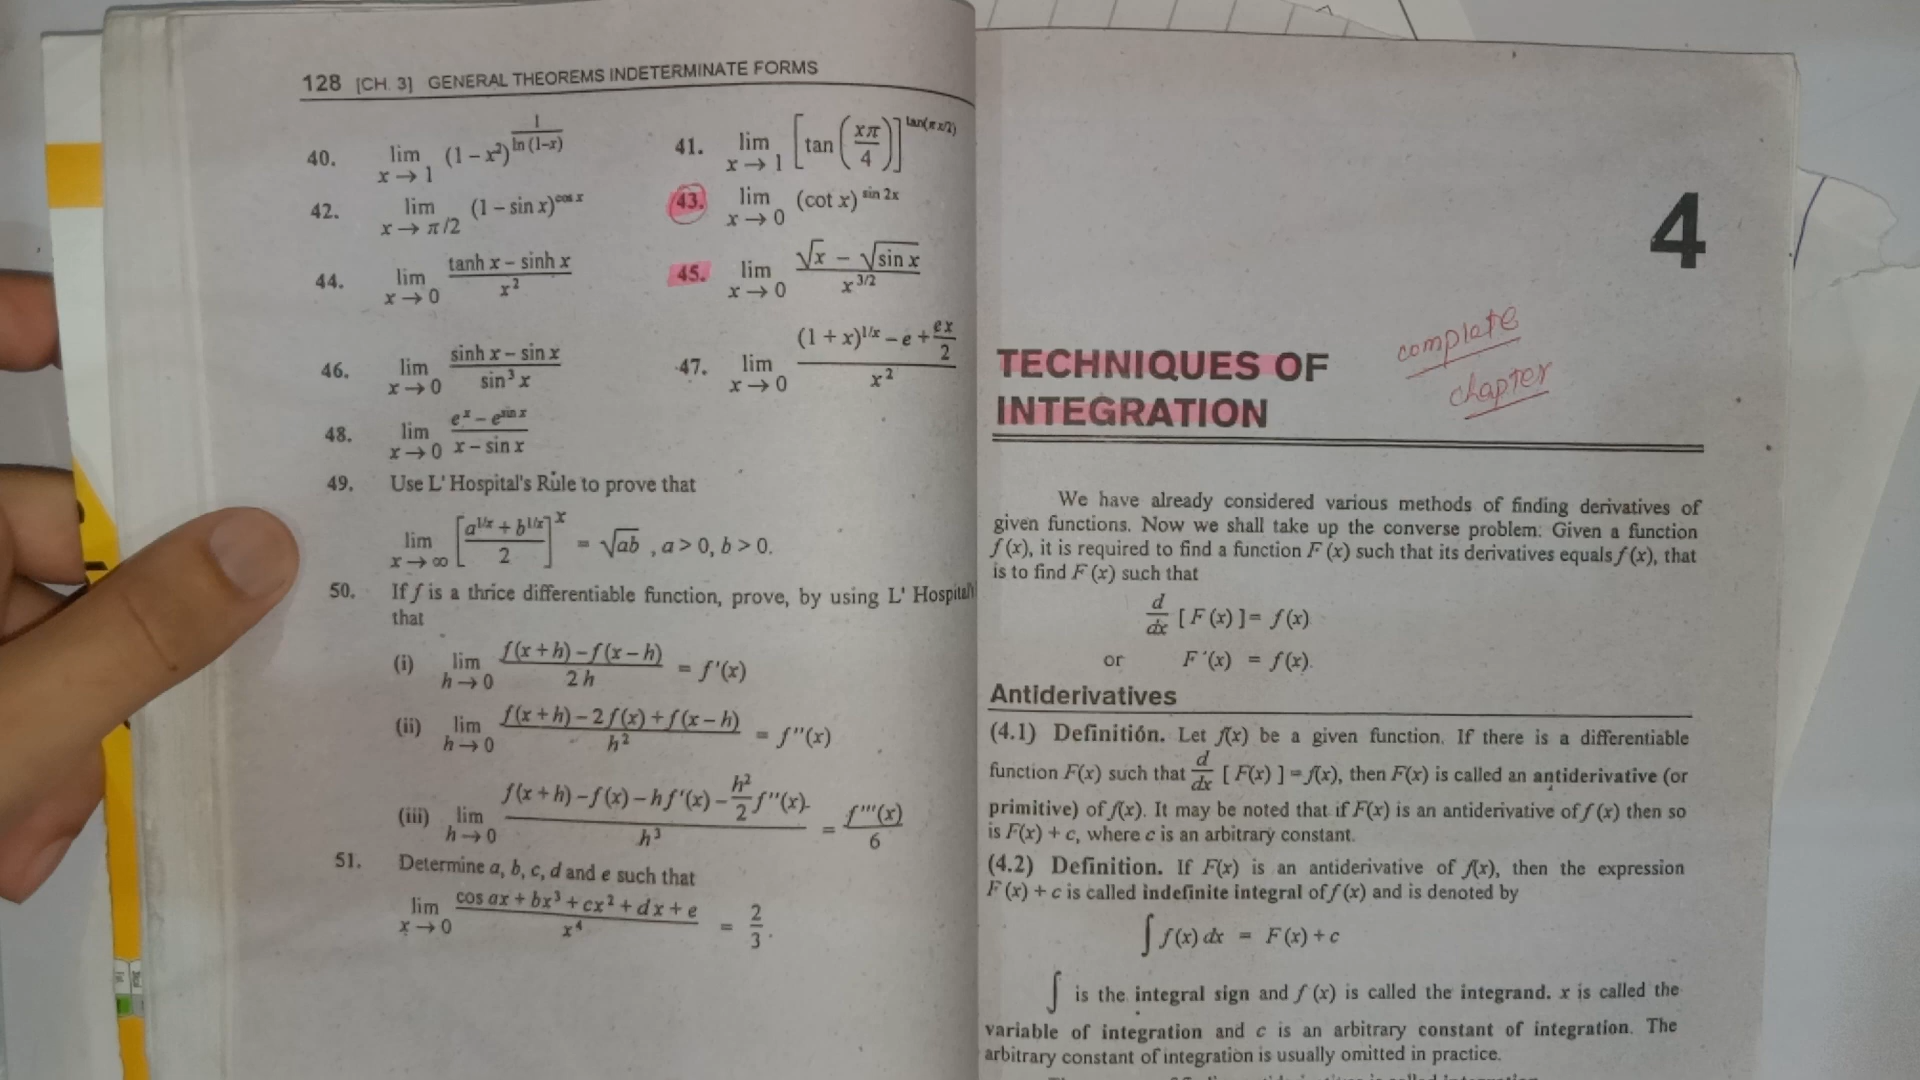 128 [CH. 3] GENERAL THEOREMS INDETERMINATE FORMS
40. lim x → 1 (1 – x²)^(1/ln (1–x)) 41. lim x → 1 [tan (xπ/4)]^tan(π x/2)
42. lim x → π/2 (1 – sin x)^cos x 43. lim x → 0 (cot x)^sin 2x
44. lim x → 0 (tanh x – sinh x)/x² 45. lim x → 0 (√x – √sin x)/x^3/2
46. lim x → 0 (sinh x – sin x)/sin³ x 47. lim x → 0 ((1 + x)^1/x – e + ex/2)/x²
48. lim x → 0 (e^x – e^sin x)/(x – sin x)
49. Use L' Hospital's Rule to prove that
lim x → ∞ [(a^1/x + b^1/x)/2]^x = √ab , a > 0, b > 0.
50. If f is a thrice differentiable function, prove, by using L' Hospital's
that
(i) lim h → 0 (f(x + h) – f(x – h))/2 h = f '(x)
(ii) lim h → 0 (f(x + h) – 2 f(x) + f(x – h))/h² = f ''(x)
(iii) lim h → 0 (f(x + h) – f(x) – h f '(x) – h²/2 f ''(x))/h³ = f '''(x)/6
51. Determine a, b, c, d and e such that
lim x → 0 (cos ax + bx³ + cx² + dx + e)/x⁴ = 2/3.
4
TECHNIQUES OF
INTEGRATION
complete
chapter
We have already considered various methods of finding derivatives of
given functions. Now we shall take up the converse problem: Given a function
f (x), it is required to find a function F (x) such that its derivatives equals f (x), that
is to find F (x) such that
d/dx [ F (x) ] = f (x)
or F '(x) = f (x).
Antiderivatives
(4.1) Definition. Let f(x) be a given function. If there is a differentiable
function F(x) such that d/dx [ F(x) ] = f(x), then F(x) is called an antiderivative (or
primitive) of f(x). It may be noted that if F(x) is an antiderivative of f (x) then so
is F(x) + c, where c is an arbitrary constant.
(4.2) Definition. If F(x) is an antiderivative of f(x), then the expression
F (x) + c is called indefinite integral of f (x) and is denoted by
∫ f (x) dx = F (x) + c
∫ is the integral sign and f (x) is called the integrand. x is called the
variable of integration and c is an arbitrary constant of integration. The
arbitrary constant of integration is usually omitted in practice.